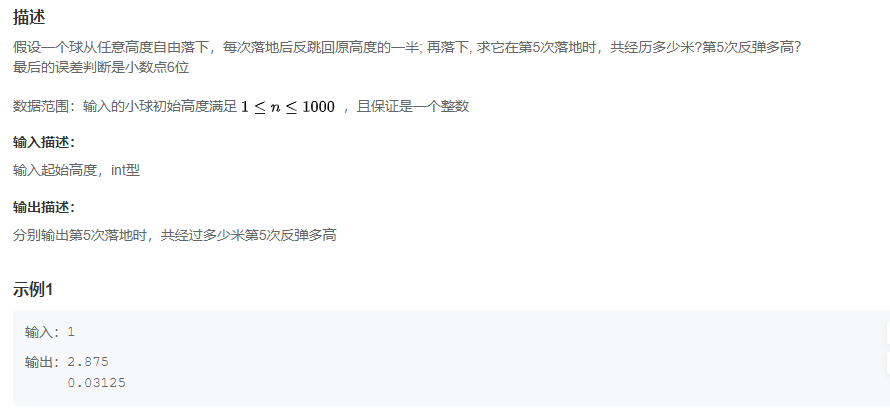 描述
假设一个球从任意高度自由落下，每次落地后反跳回原高度的一半; 再落下, 求它在第5次落地时，共经历多少米?第5次反弹多高?
最后的误差判断是小数点6位
数据范围：输入的小球初始高度满足 1 ≤ n ≤ 1000 ，且保证是一个整数
输入描述：
输入起始高度，int型
输出描述：
分别输出第5次落地时，共经过多少米第5次反弹多高
示例1
输入：1
输出：2.875
0.03125